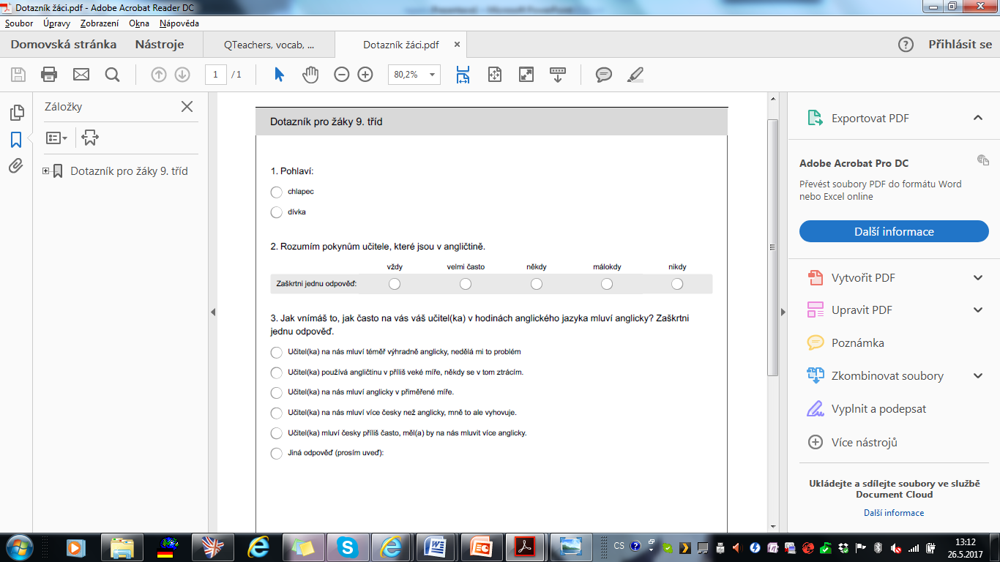 Dotazník žáci.pdf - Adobe Acrobat Reader DC
Soubor Úpravy Zobrazení Okna Nápověda
Domovská stránka Nástroje QTeachers, vocab, ... Dotazník žáci.pdf × Přihlásit se
1 / 1 80,2%
Záložky
Dotazník pro žáky 9. tříd
Dotazník pro žáky 9. tříd
1. Pohlaví:
chlapec
dívka
2. Rozumím pokynům učitele, které jsou v angličtině.
vždy velmi často někdy málokdy nikdy
Zaškrtni jednu odpověď:
3. Jak vnímáš to, jak často na vás váš učitel(ka) v hodinách anglického jazyka mluví anglicky? Zaškrtni
jednu odpověď.
Učitel(ka) na nás mluví téměř výhradně anglicky, nedělá mi to problém
Učitel(ka) používá angličtinu v příliš veké míře, někdy se v tom ztrácím.
Učitel(ka) na nás mluví anglicky v přiměřené míře.
Učitel(ka) na nás mluví více česky než anglicky, mně to ale vyhovuje.
Učitel(ka) mluví česky příliš často, měl(a) by na nás mluvit více anglicky.
Jiná odpověď (prosím uveď):
Exportovat PDF
Adobe Acrobat Pro DC
Převést soubory PDF do formátu Word
nebo Excel online
Další informace
Vytvořit PDF
Upravit PDF
Poznámka
Zkombinovat soubory
Vyplnit a podepsat
Více nástrojů
Ukládejte a sdílejte soubory ve službě
Document Cloud
Další informace
CS
13:12
26.5.2017